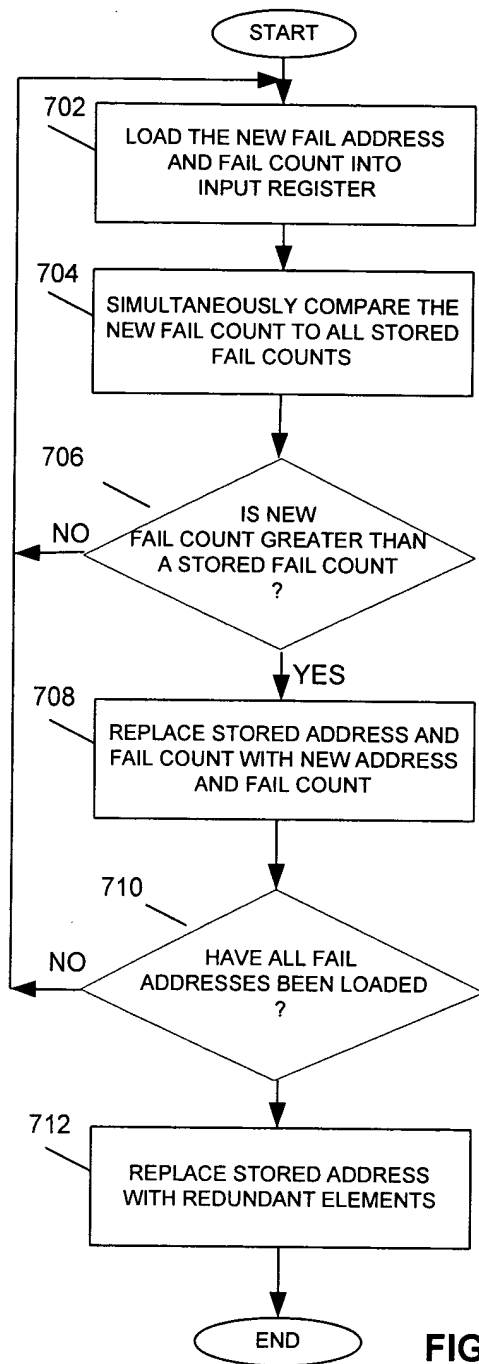 START
702
LOAD THE NEW FAIL ADDRESS
AND FAIL COUNT INTO
INPUT REGISTER
704
SIMULTANEOUSLY COMPARE THE
NEW FAIL COUNT TO ALL STORED
FAIL COUNTS
706
IS NEW
FAIL COUNT GREATER THAN
A STORED FAIL COUNT
?
NO
YES
708
REPLACE STORED ADDRESS AND
FAIL COUNT WITH NEW ADDRESS
AND FAIL COUNT
710
HAVE ALL FAIL
ADDRESSES BEEN LOADED
?
NO
712
REPLACE STORED ADDRESS
WITH REDUNDANT ELEMENTS
END
FIG